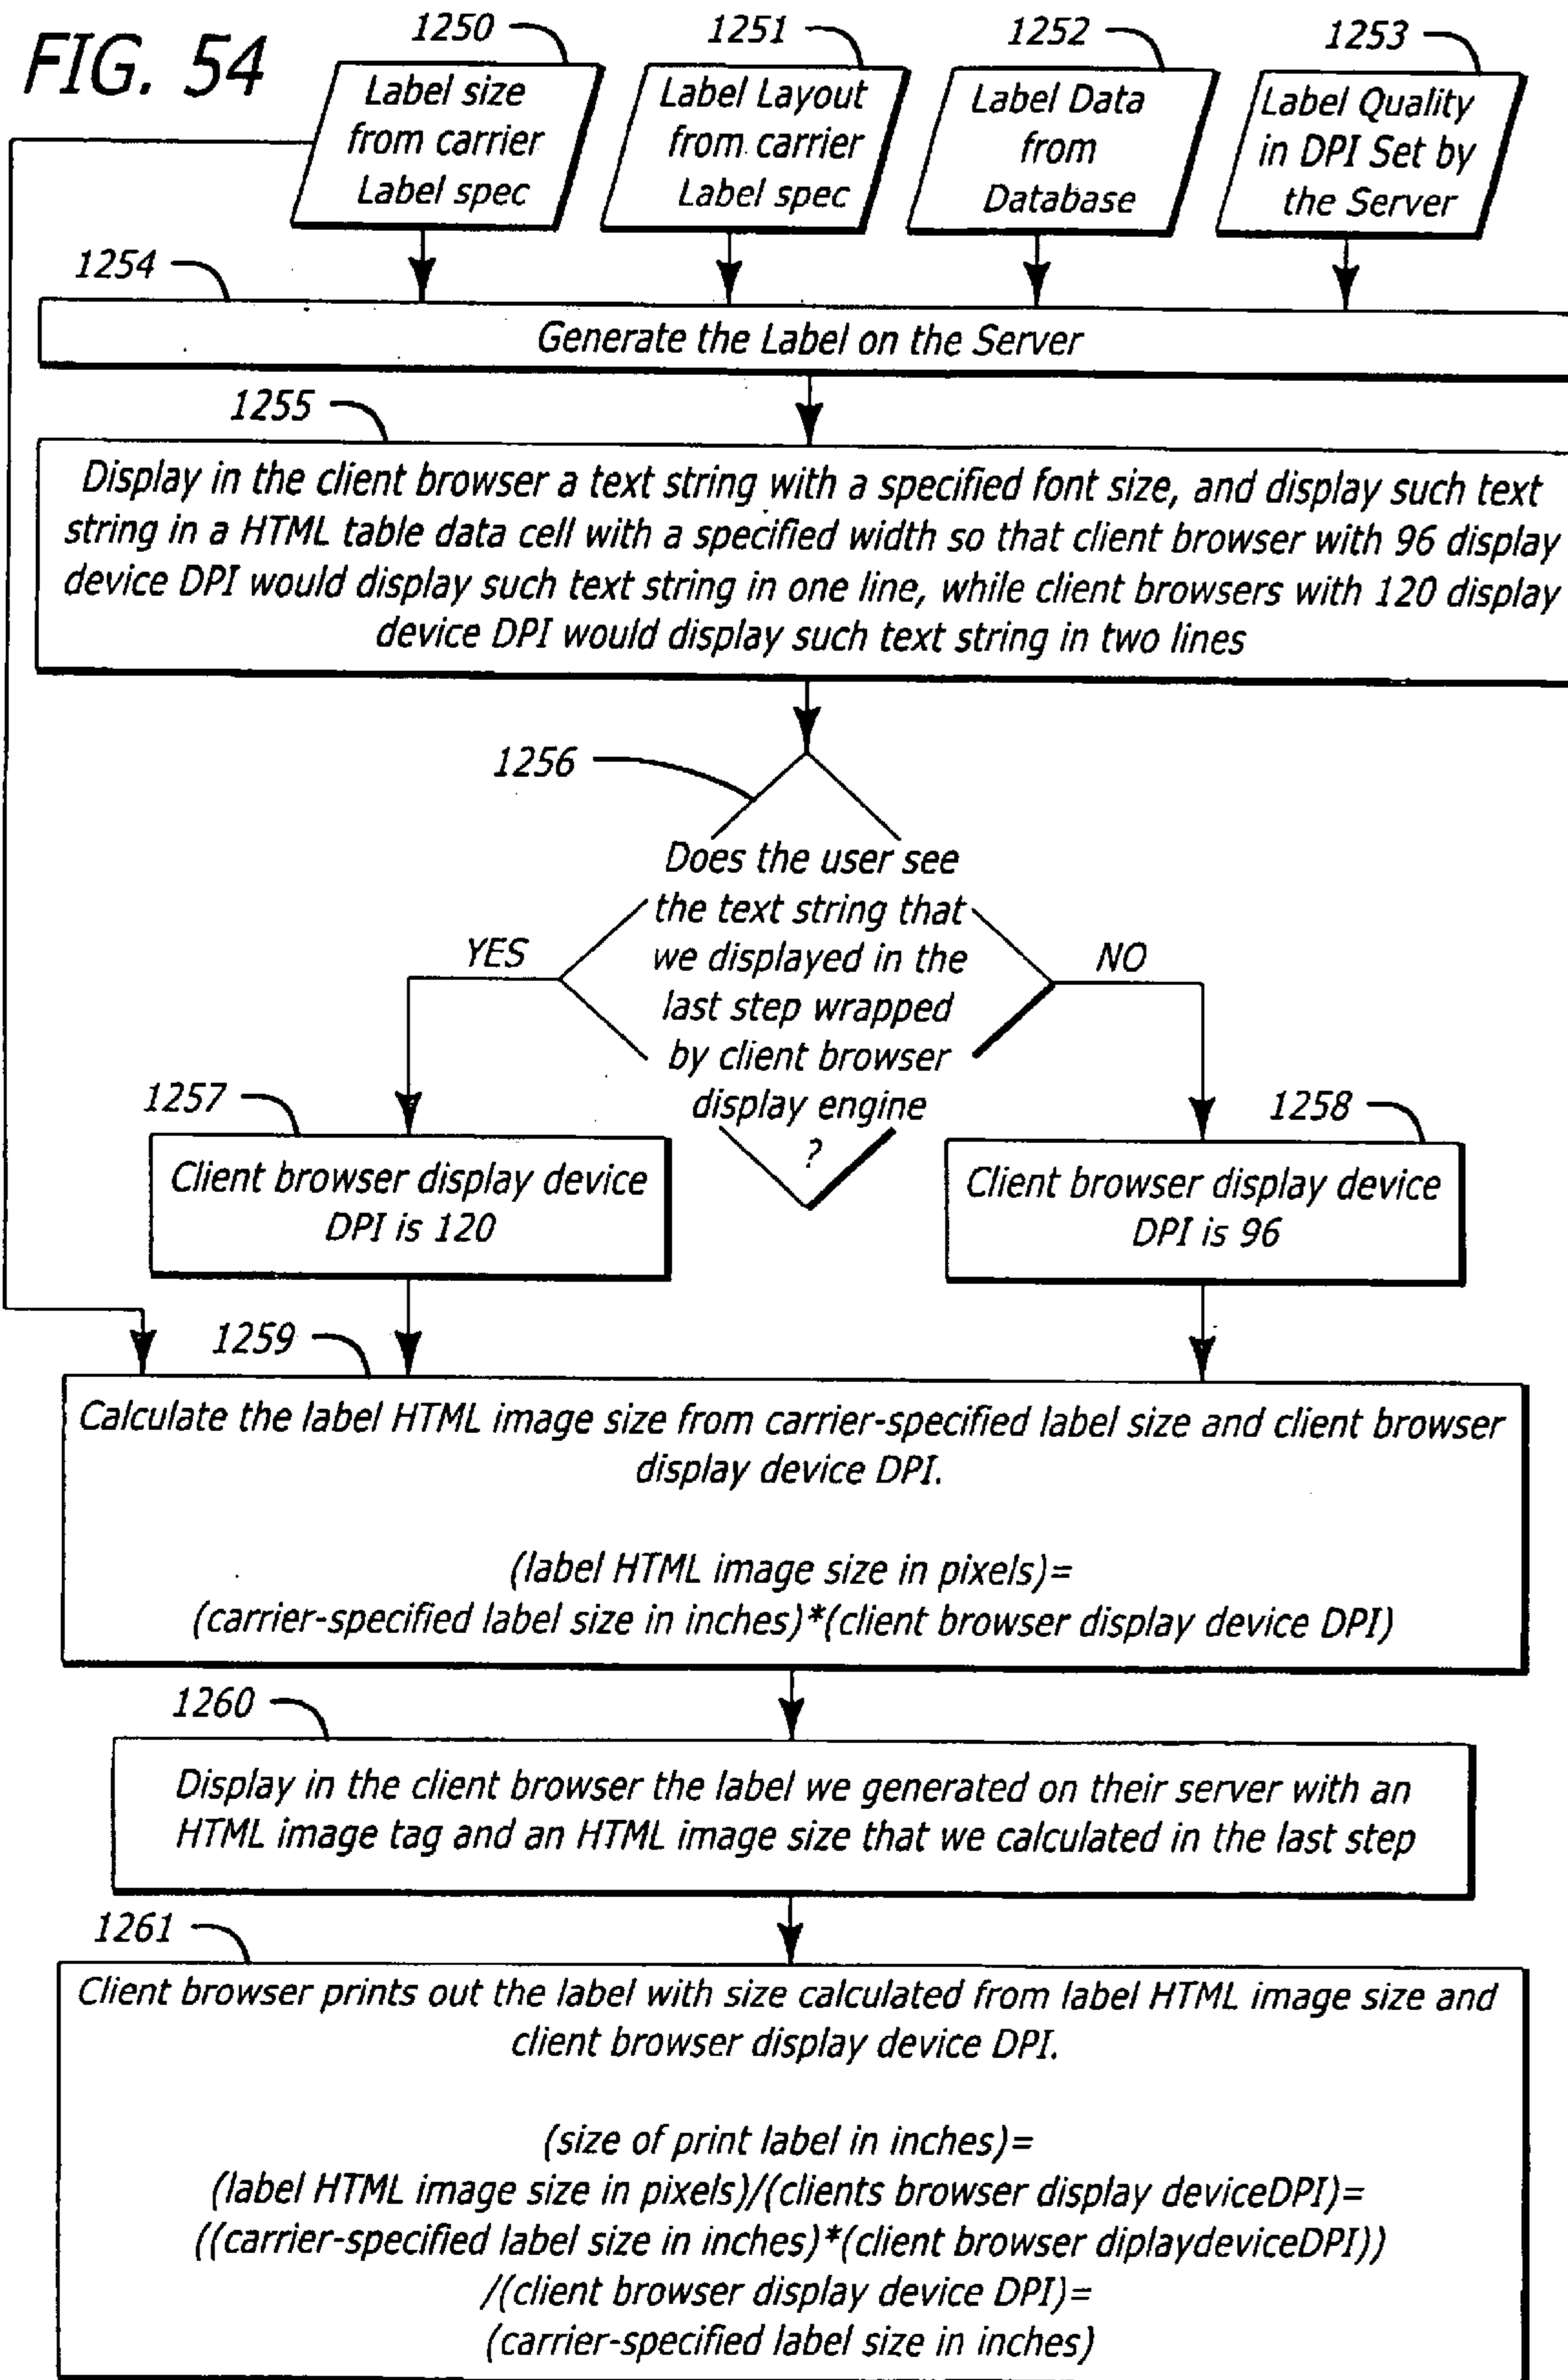 FIG. 54
1250
1251
1252
1253
Label size
from carrier
Label spec
Label Layout
from carrier
Label spec
Label Data
from
Database
Label Quality
in DPI Set by
the Server
1254
Generate the Label on the Server
1255
Display in the client browser a text string with a specified font size, and display such text
string in a HTML table data cell with a specified width so that client browser with 96 display
device DPI would display such text string in one line, while client browsers with 120 display
device DPI would display such text string in two lines
1256
Does the user see
the text string that
we displayed in the
last step wrapped
by client browser
display engine
?
YES
NO
1257
Client browser display device
DPI is 120
1258
Client browser display device
DPI is 96
1259
Calculate the label HTML image size from carrier-specified label size and client browser
display device DPI.
(label HTML image size in pixels)=
(carrier-specified label size in inches)*(client browser display device DPI)
1260
Display in the client browser the label we generated on their server with an
HTML image tag and an HTML image size that we calculated in the last step
1261
Client browser prints out the label with size calculated from label HTML image size and
client browser display device DPI.
(size of print label in inches)=
(label HTML image size in pixels)/(clients browser display deviceDPI)=
((carrier-specified label size in inches)*(client browser diplaydeviceDPI))
/(client browser display device DPI)=
(carrier-specified label size in inches)